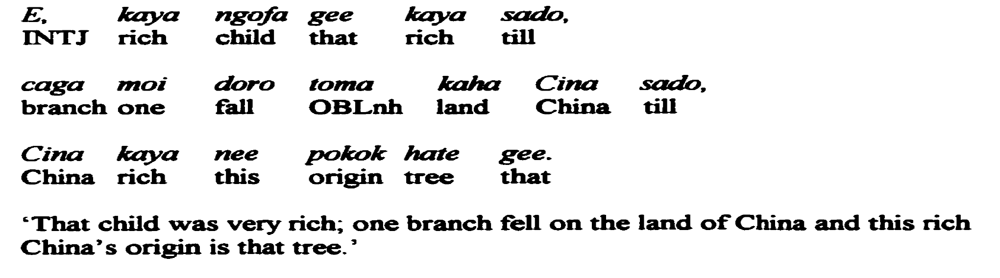 E, kaya ngofa gee kaya sado,
INTJ rich child that rich till
caga moi doro toma kaha Cina sado,
branch one fall OBLnh land China till
Cina kaya nee pokok hate gee.
China rich this origin tree that
‘That child was very rich; one branch fell on the land of China and this rich
China’s origin is that tree.’